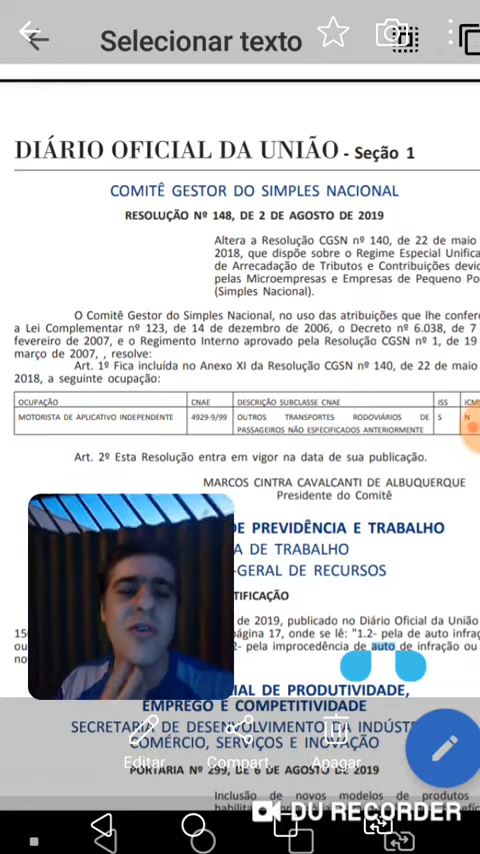 Selecionar texto
DIÁRIO OFICIAL DA UNIÃO - Seção 1
COMITÊ GESTOR DO SIMPLES NACIONAL
RESOLUÇÃO Nº 148, DE 2 DE AGOSTO DE 2019
Altera a Resolução CGSN nº 140, de 22 de maio
2018, que dispõe sobre o Regime Especial Unifica
de Arrecadação de Tributos e Contribuições devid
pelas Microempresas e Empresas de Pequeno Po
(Simples Nacional).
O Comitê Gestor do Simples Nacional, no uso das atribuições que lhe confer
a Lei Complementar nº 123, de 14 de dezembro de 2006, o Decreto nº 6.038, de 7
fevereiro de 2007, e o Regimento Interno aprovado pela Resolução CGSN nº 1, de 19
março de 2007, , resolve:
Art. 1º Fica incluída no Anexo XI da Resolução CGSN nº 140, de 22 de maio
2018, a seguinte ocupação:
OCUPAÇÃO CNAE DESCRIÇÃO SUBCLASSE CNAE ISS ICMS
MOTORISTA DE APLICATIVO INDEPENDENTE 4929-9/99 OUTROS TRANSPORTES RODOVIÁRIOS DE S N
PASSAGEIROS NÃO ESPECIFICADOS ANTERIORMENTE
Art. 2º Esta Resolução entra em vigor na data de sua publicação.
MARCOS CINTRA CAVALCANTI DE ALBUQUERQUE
Presidente do Comitê
DE PREVIDÊNCIA E TRABALHO
A DE TRABALHO
-GERAL DE RECURSOS
TIFICAÇÃO
de 2019, publicado no Diário Oficial da União
15 página 17, onde se lê: "1.2- pela de auto infraç
ou 2- pela improcedência de auto de infração ou
no
IAL DE PRODUTIVIDADE,
EMPREGO E COMPETITIVIDADE
SECRETARIA DE DESENVOLVIMENTO DA INDÚST
COMÉRCIO, SERVIÇOS E INOVAÇÃO
Editar Compart. Apagar
PORTARIA Nº 299, DE 6 DE AGOSTO DE 2019
Inclusão de novos modelos de produtos
DU RECORDER